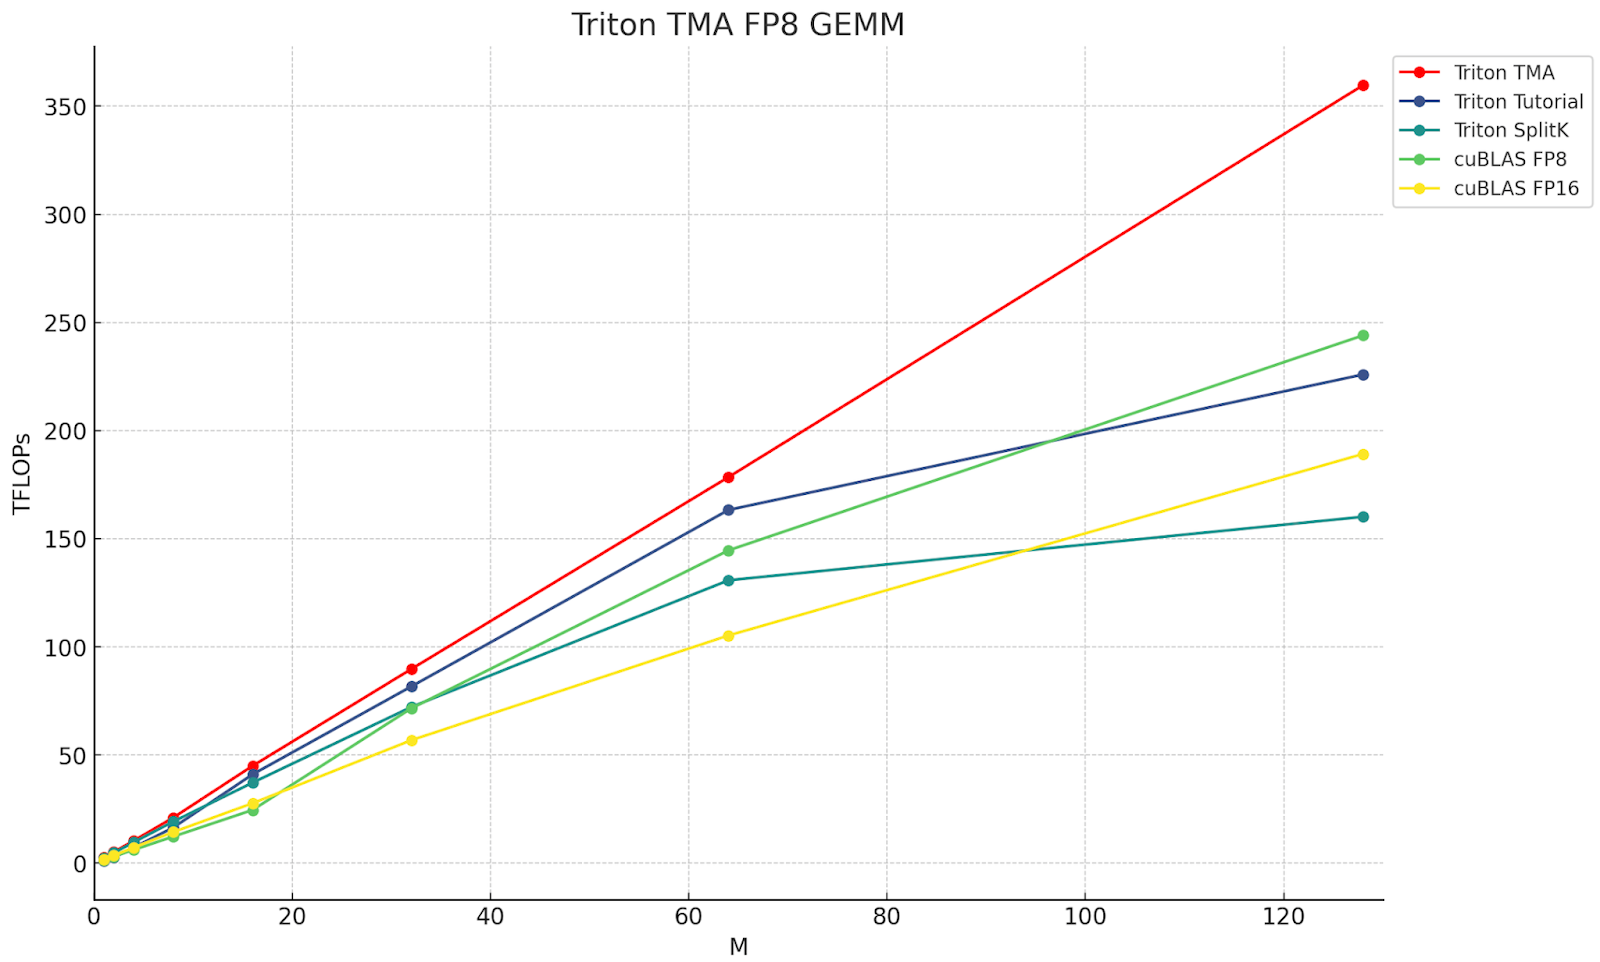 Triton TMA FP8 GEMM
Triton TMA
Triton Tutorial
Triton SplitK
cuBLAS FP8
cuBLAS FP16
TFLOPs
350
300
250
200
150
100
50
0
0 20 40 60 80 100 120
M